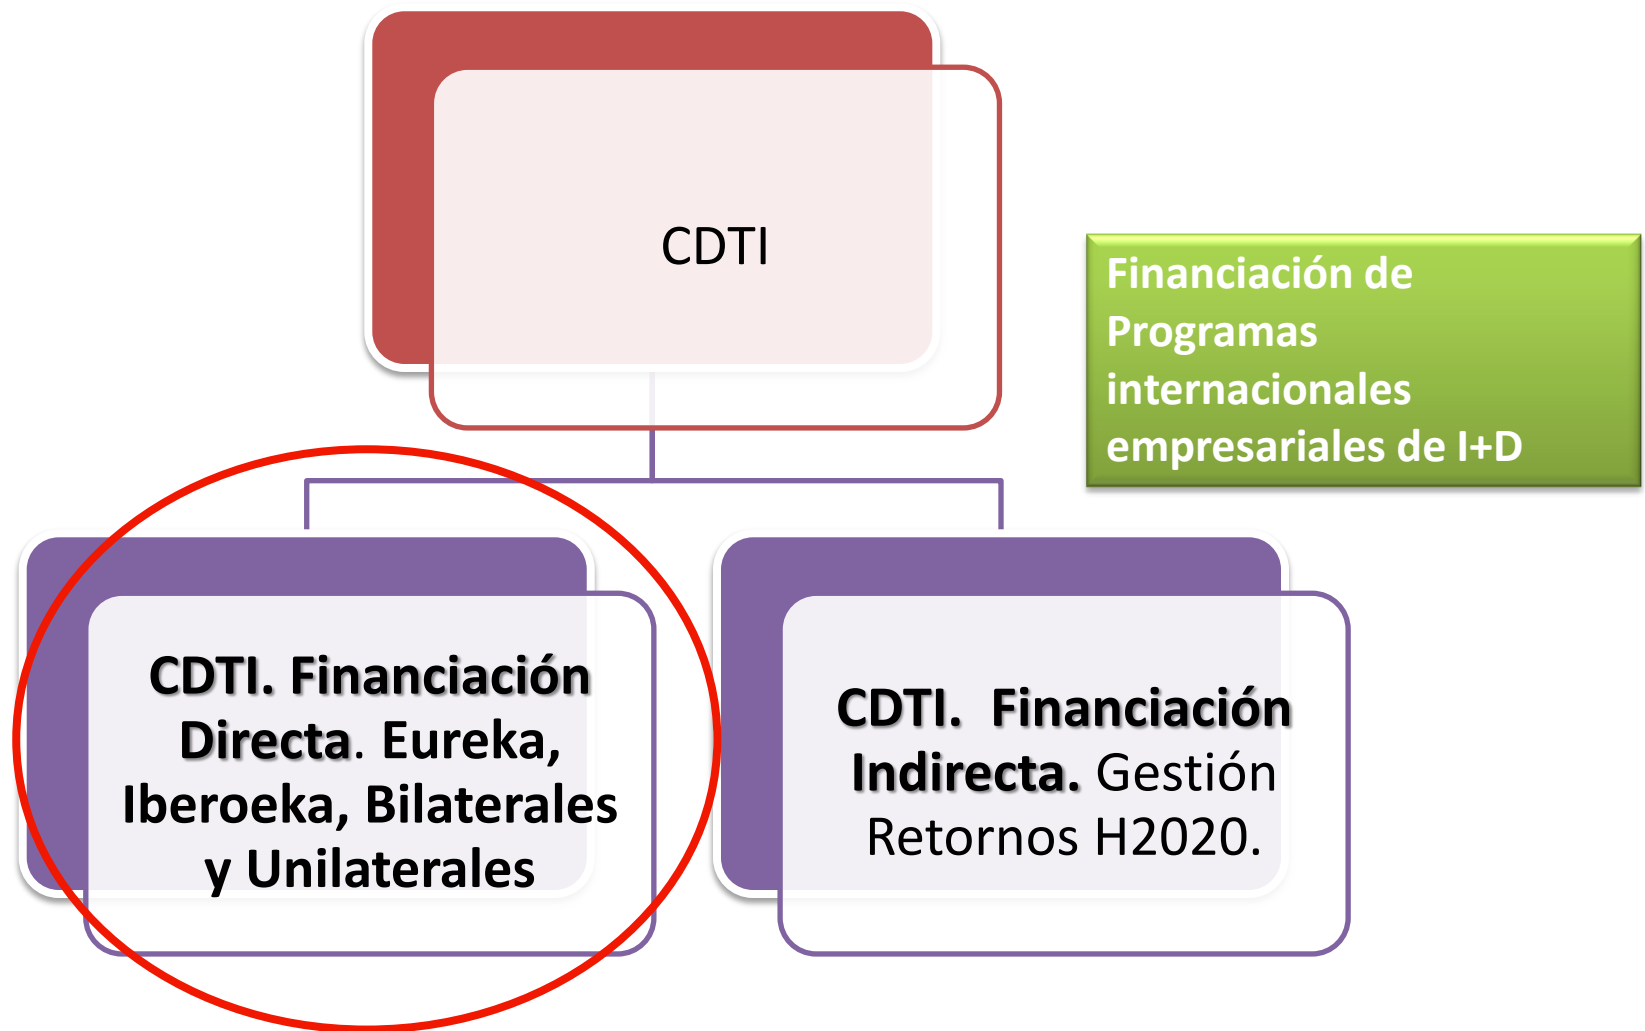 CDTI
Financiación de
Programas
internacionales
empresariales de I+D
CDTI. Financiación
Directa. Eureka,
Iberoeka, Bilaterales
y Unilaterales
CDTI.  Financiación
Indirecta. Gestión
Retornos H2020.